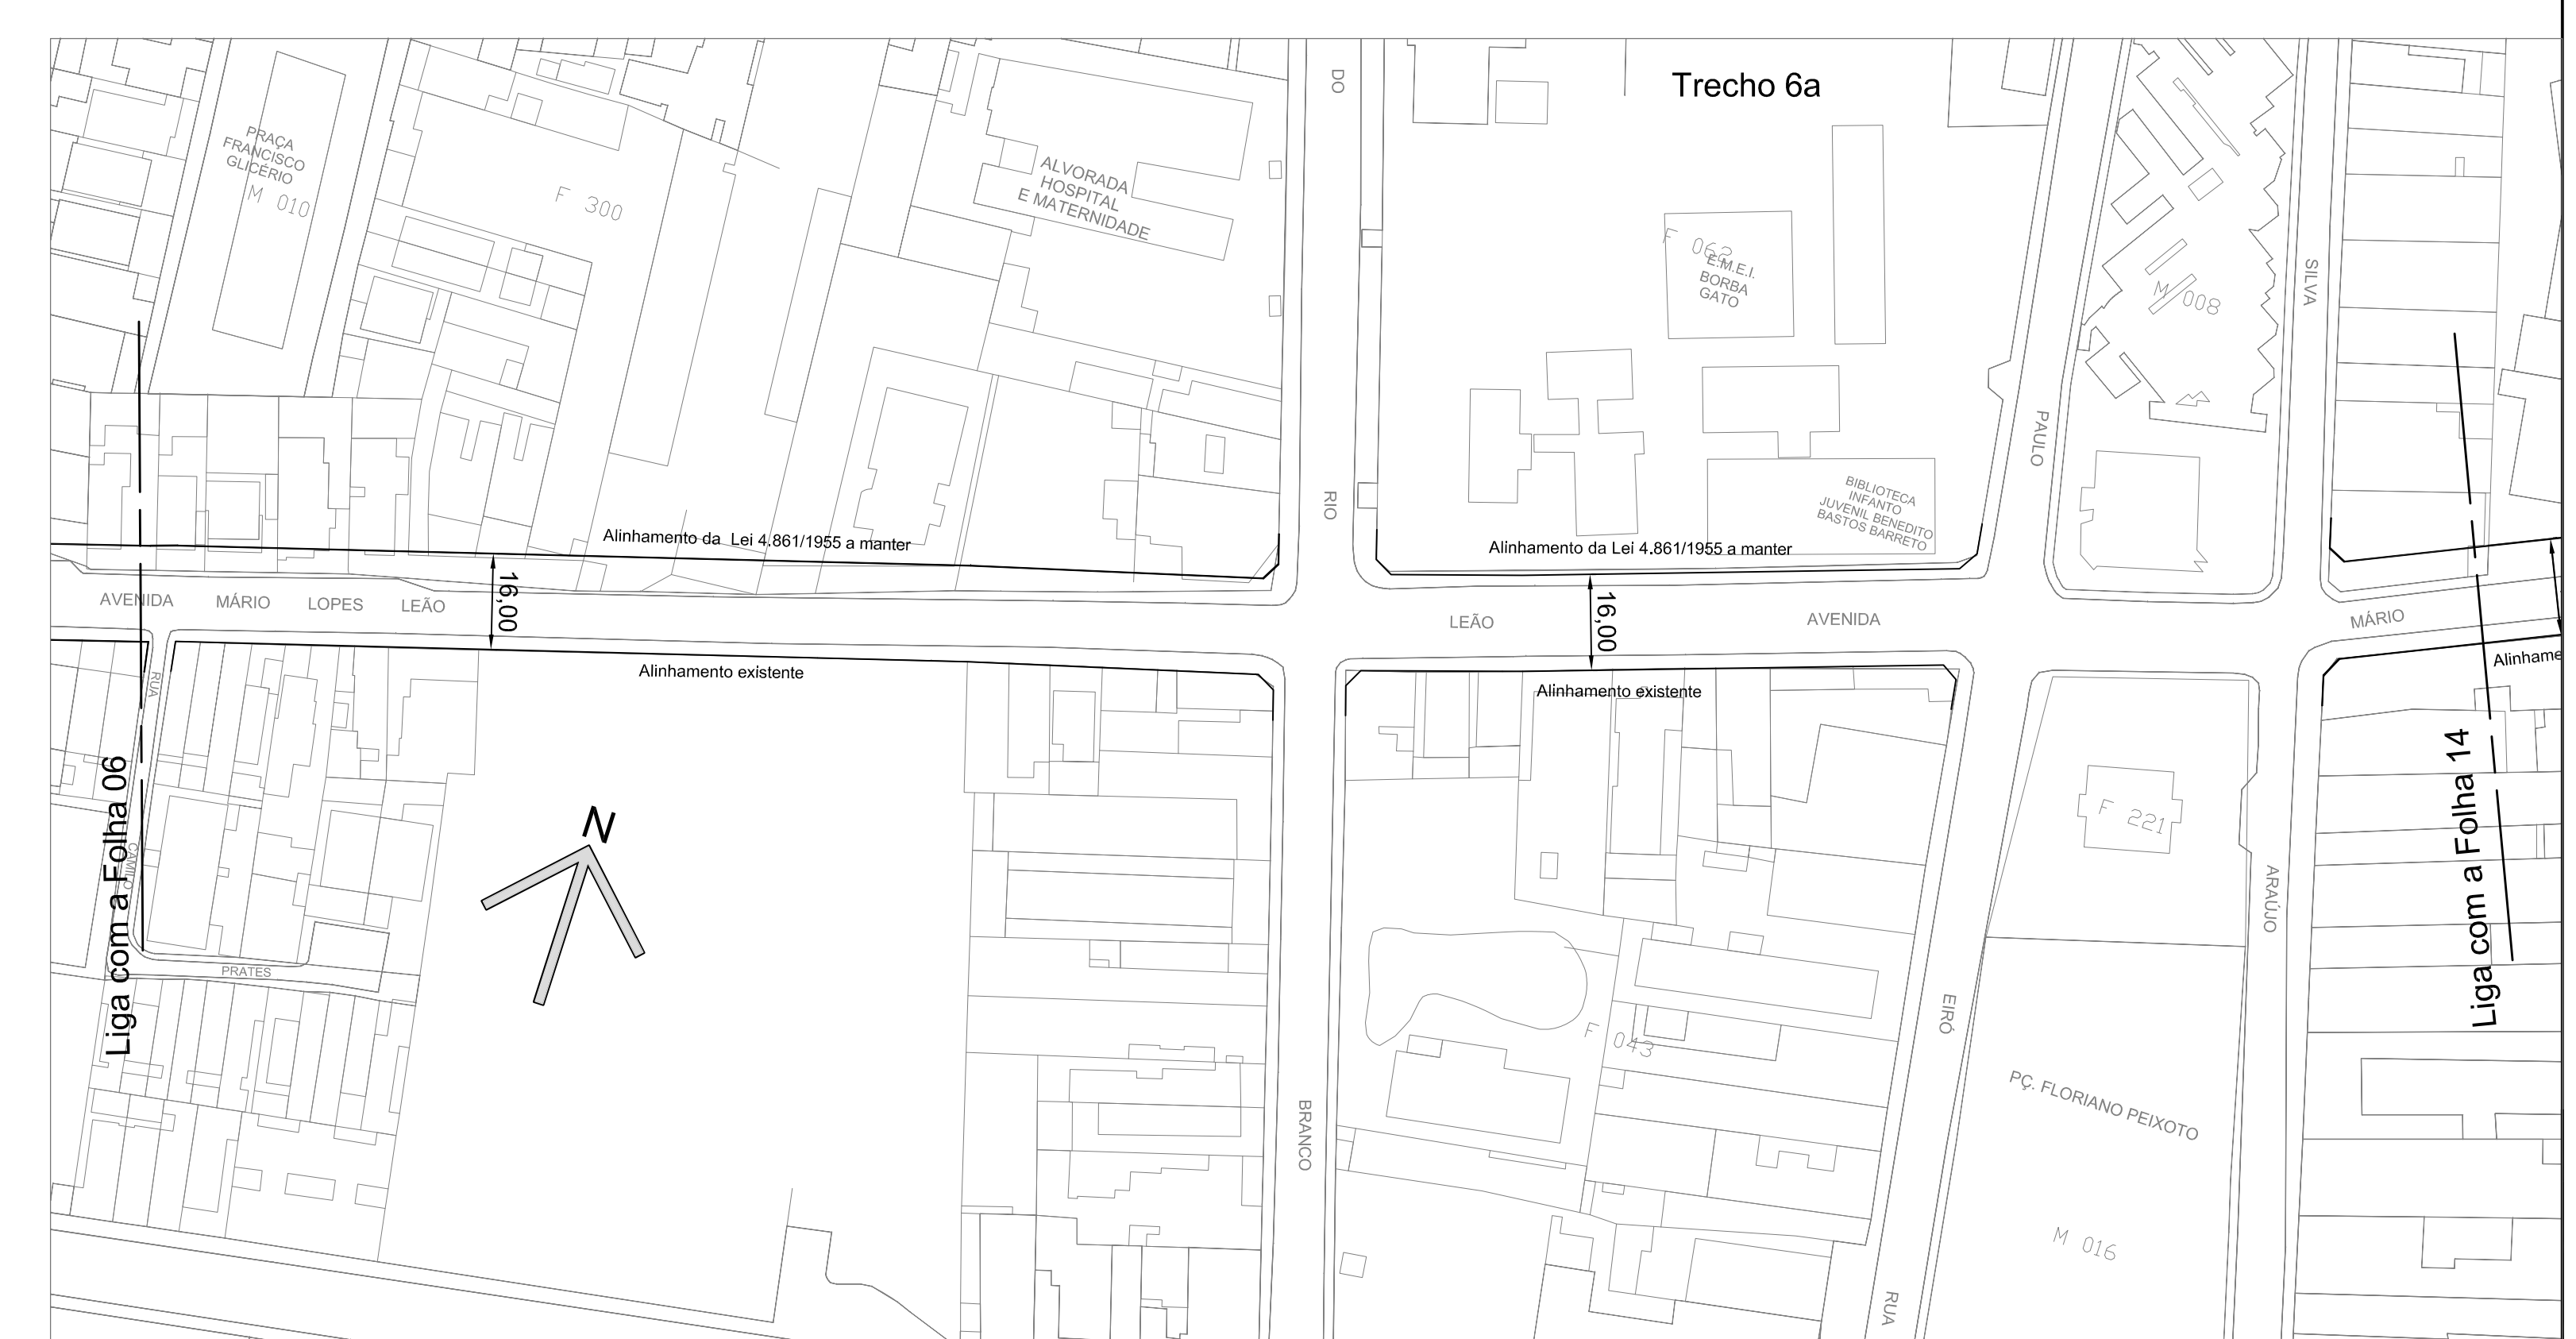 Trecho 6a
DO
PRAÇA
FRANCISCO
GLICÉRIO
M 010
F 300
ALVORADA
HOSPITAL
E MATERNIDADE
F 062
E.M.E.I.
BORBA
GATO
M 008
SILVA
PAULO
RIO
BIBLIOTECA
INFANTO
JUVENIL BENEDITO
BASTOS BARRETO
Alinhamento da Lei 4.861/1955 a manter
Alinhamento da Lei 4.861/1955 a manter
16,00
16,00
AVENIDA MÁRIO LOPES LEÃO
LEÃO AVENIDA
MÁRIO
Alinhamento existente
Alinhamento existente
Alinhame
RUA
CAMILO
PRATES
Liga com a Folha 06
Liga com a Folha 14
N
F 221
ARAÚJO
F 043
EIRÓ
PÇ. FLORIANO PEIXOTO
BRANCO
M 016
RUA